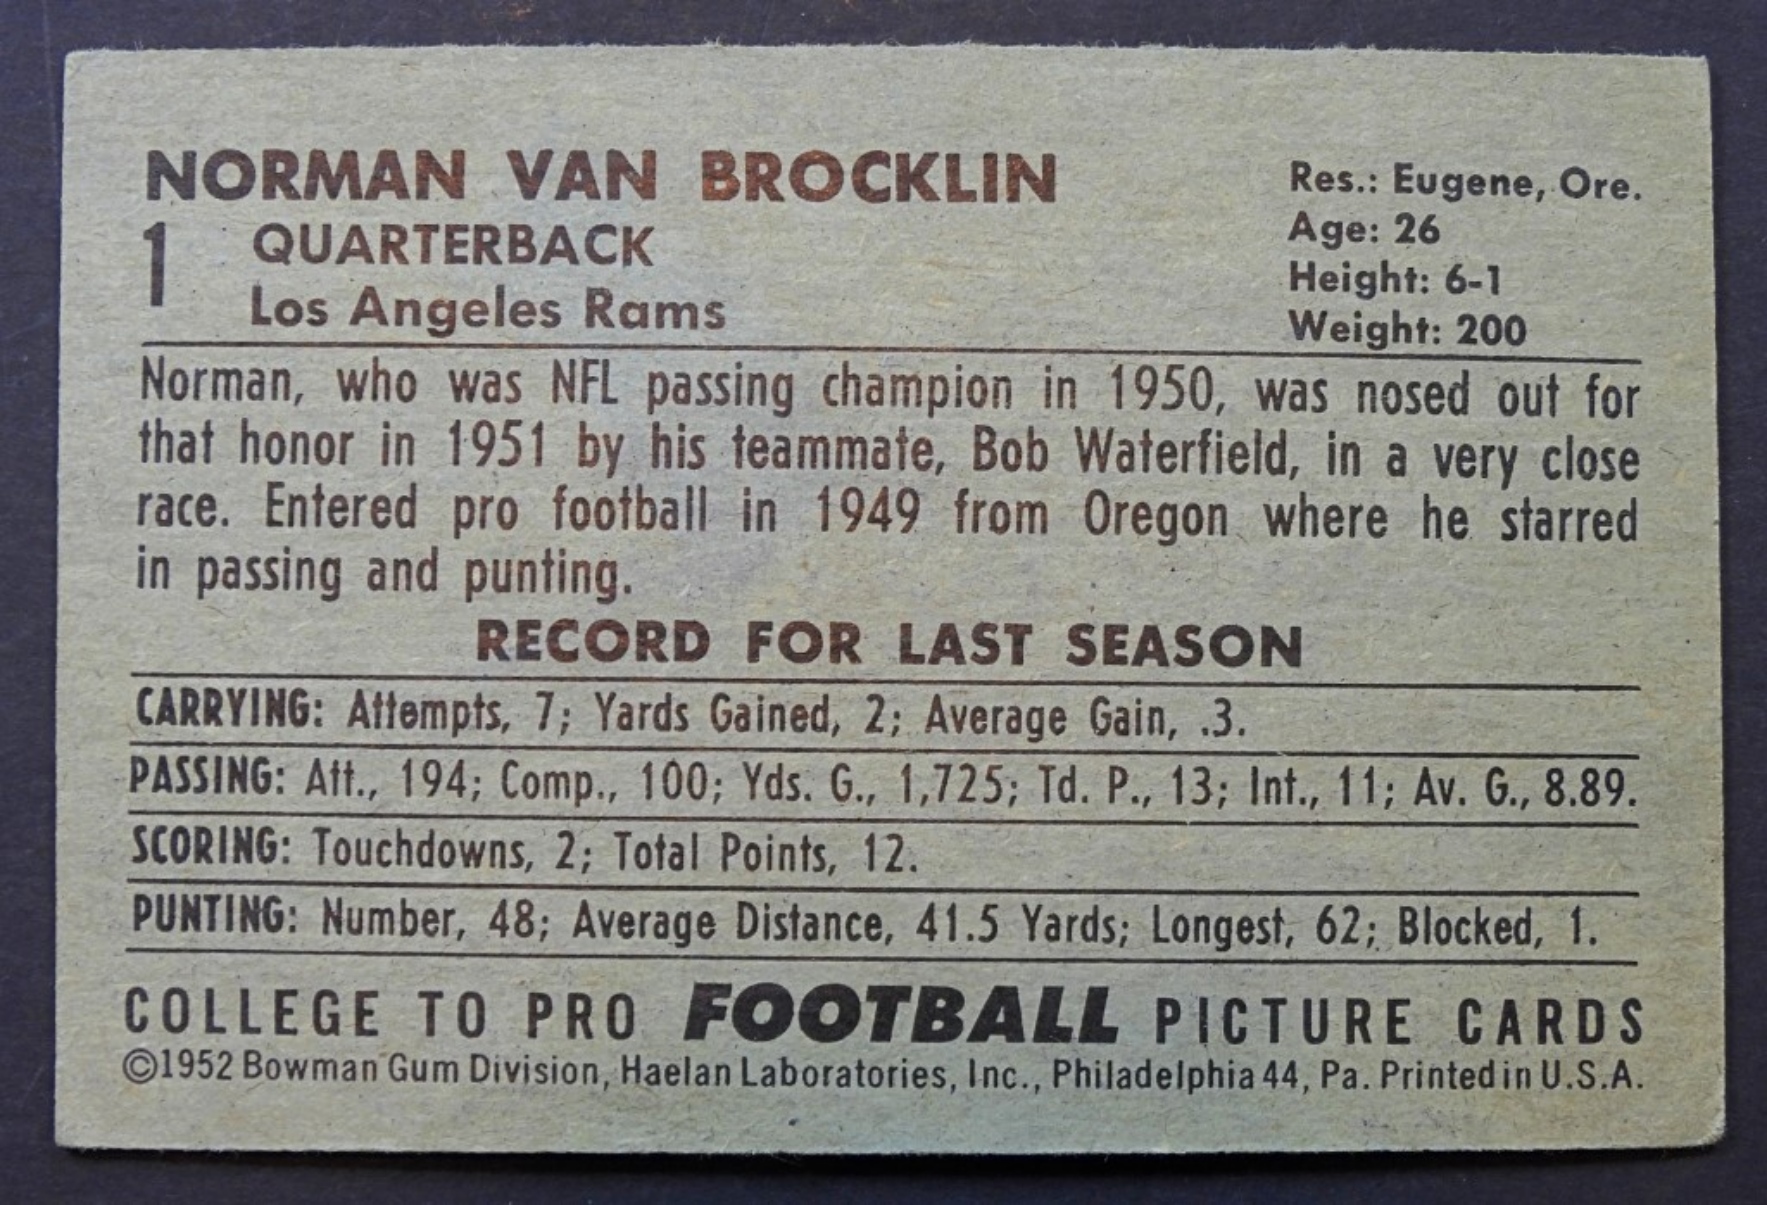 NORMAN VAN BROCKLIN
1 QUARTERBACK
Los Angeles Rams
Res.: Eugene, Ore.
Age: 26
Height: 6-1
Weight: 200
Norman, who was NFL passing champion in 1950, was nosed out for
that honor in 1951 by his teammate, Bob Waterfield, in a very close
race. Entered pro football in 1949 from Oregon where he starred
in passing and punting.
RECORD FOR LAST SEASON
CARRYING: Attempts, 7; Yards Gained, 2; Average Gain, .3.
PASSING: Att., 194; Comp., 100; Yds. G., 1,725; Td. P., 13; Int., 11; Av. G., 8.89.
SCORING: Touchdowns, 2; Total Points, 12.
PUNTING: Number, 48; Average Distance, 41.5 Yards; Longest, 62; Blocked, 1.
COLLEGE TO PRO FOOTBALL PICTURE CARDS
©1952 Bowman Gum Division, Haelan Laboratories, Inc., Philadelphia 44, Pa. Printed in U.S.A.